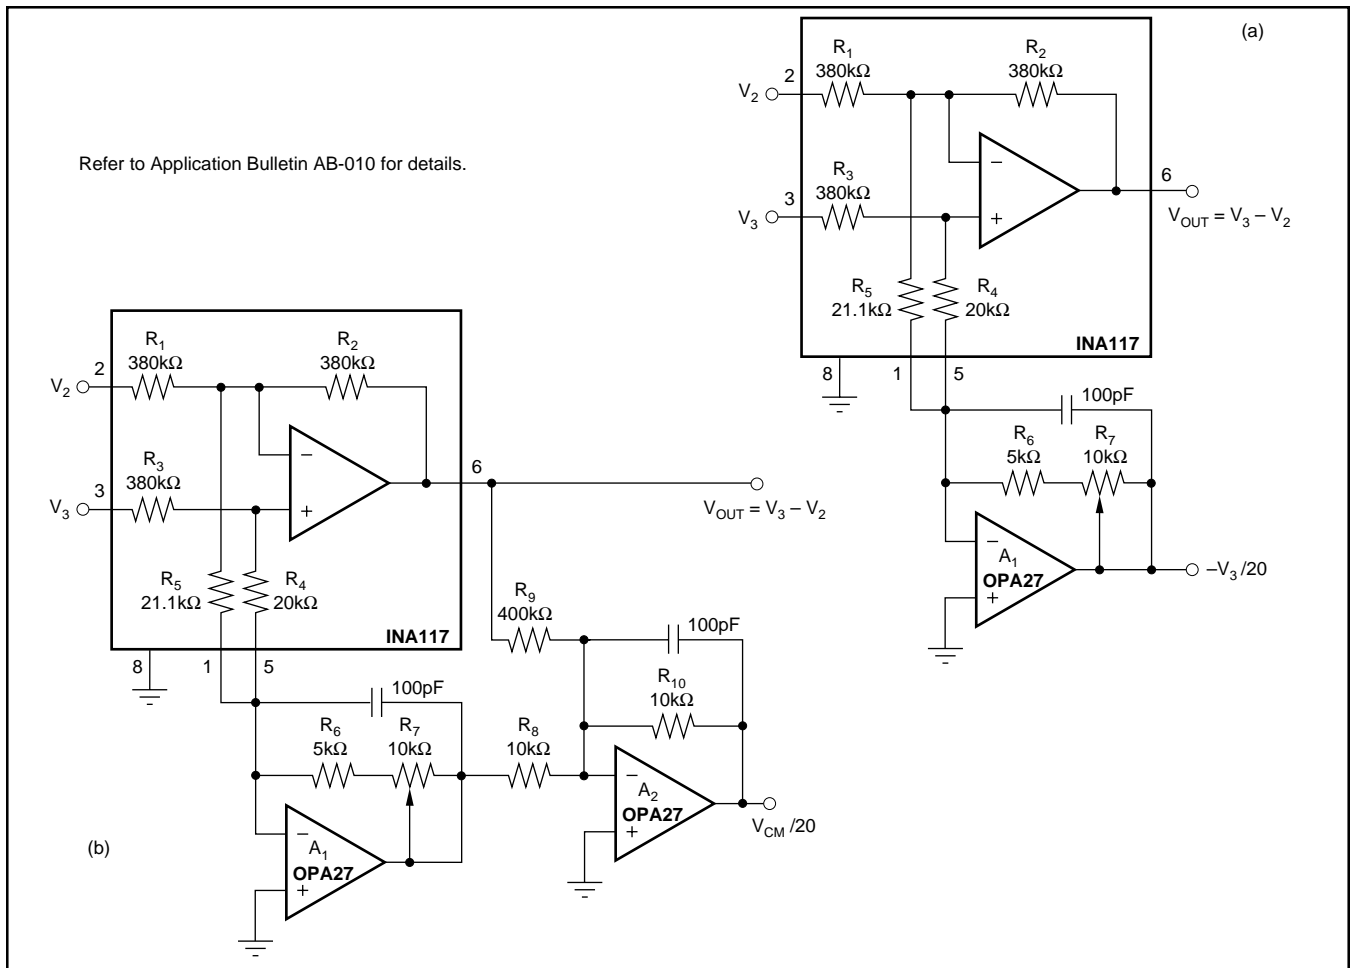 Refer to Application Bulletin AB-010 for details.
(a)
R1
380kΩ
R2
380kΩ
2
V2
R3
380kΩ
3
V3
–
+
6
VOUT = V3 – V2
R5
21.1kΩ
R4
20kΩ
INA117
8
1
5
100pF
R6
5kΩ
R7
10kΩ
–
A1
OPA27
+
–V3 /20
R1
380kΩ
R2
380kΩ
2
V2
R3
380kΩ
3
V3
–
+
6
VOUT = V3 – V2
R5
21.1kΩ
R4
20kΩ
INA117
8
1
5
R9
400kΩ
100pF
R10
10kΩ
100pF
R6
5kΩ
R7
10kΩ
R8
10kΩ
–
A2
OPA27
+
VCM /20
–
A1
OPA27
+
(b)